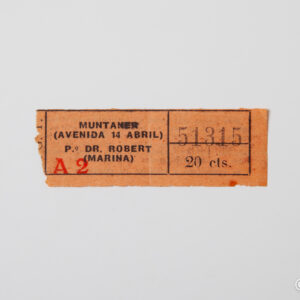 MUNTANER
(AVENIDA 14 ABRIL)
P.º DR. ROBERT
(MARINA)
A 2
51315
20 cts.